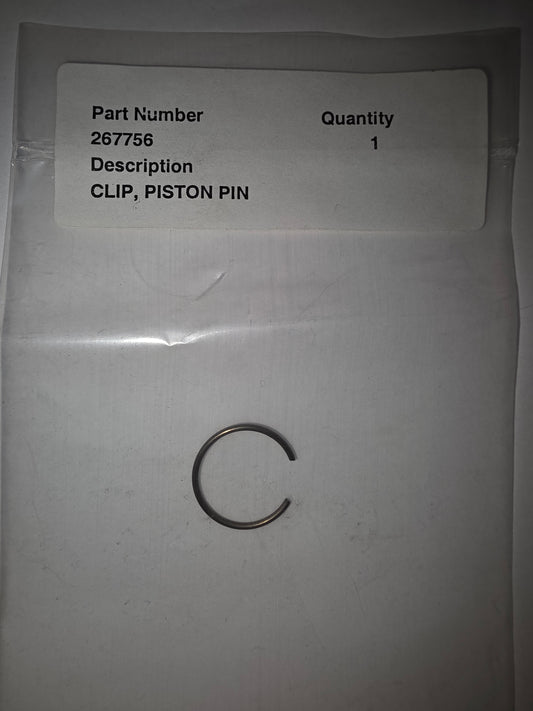 Part Number
267756
Description
CLIP, PISTON PIN
Quantity
1